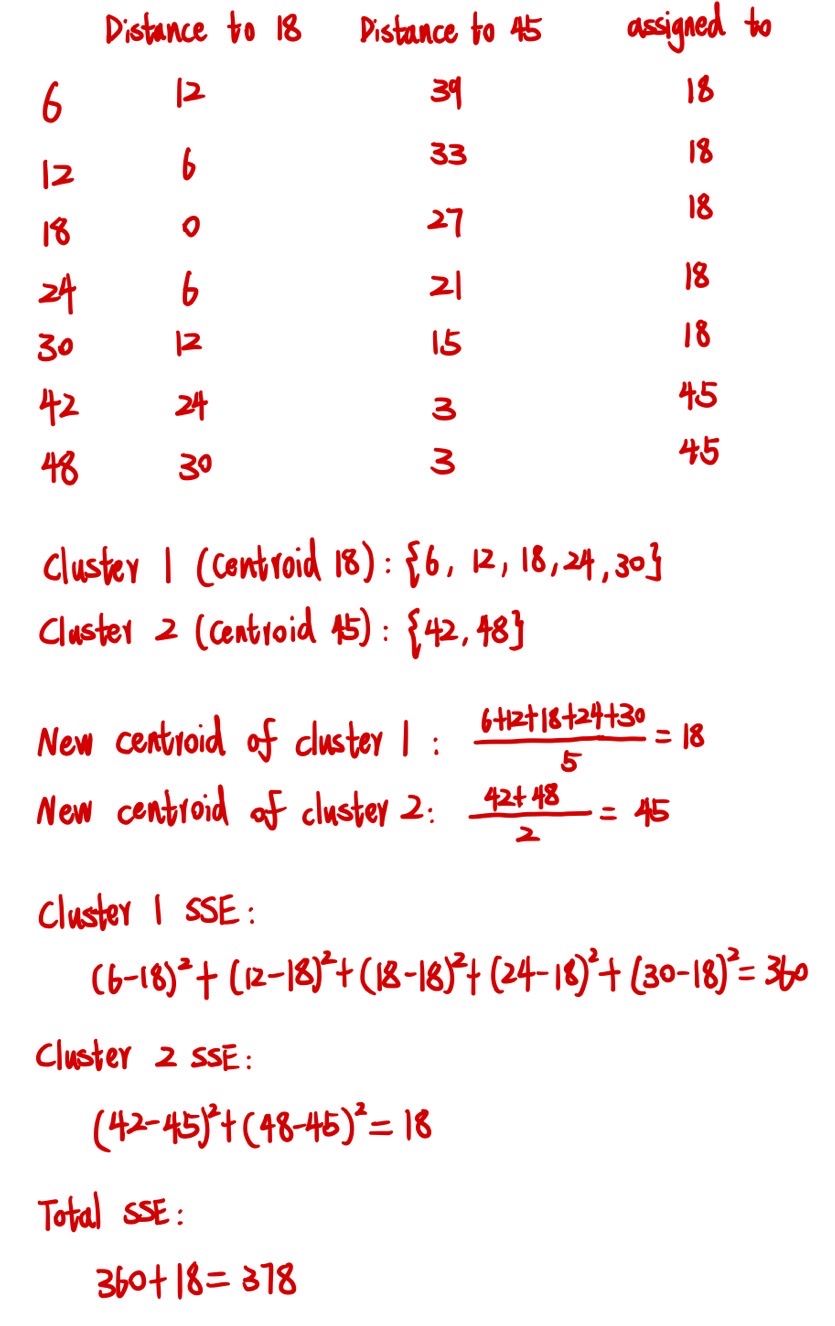 Distance to 18 Distance to 45 assigned to
6 12 39 18
12 6 33 18
18 0 27 18
24 6 21 18
30 12 15 18
42 24 3 45
48 30 3 45
Cluster 1 (centroid 18): {6, 12, 18, 24, 30}
Cluster 2 (centroid 45): {42, 48}
New centroid of cluster 1: (6+12+18+24+30)/5 = 18
New centroid of cluster 2: (42+48)/2 = 45
Cluster 1 SSE:
(6-18)²+(12-18)²+(18-18)²+(24-18)²+(30-18)²=360
Cluster 2 SSE:
(42-45)²+(48-45)²=18
Total SSE:
360+18=378